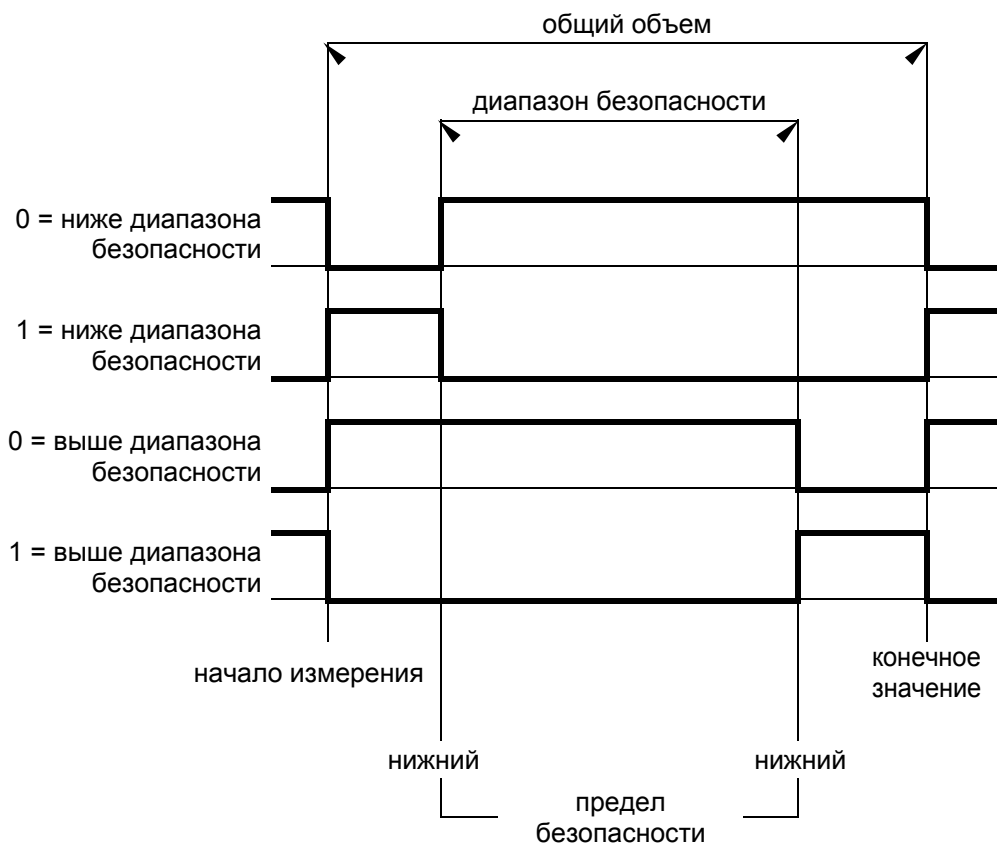 общий объем
диапазон безопасности
0 = ниже диапазона
безопасности
1 = ниже диапазона
безопасности
0 = выше диапазона
безопасности
1 = выше диапазона
безопасности
начало измерения
конечное
значение
нижний
нижний
предел
безопасности